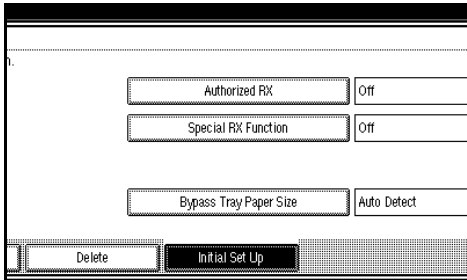 n.
Authorized RX Off
Special RX Function Off
Bypass Tray Paper Size Auto Detect
Delete Initial Set Up